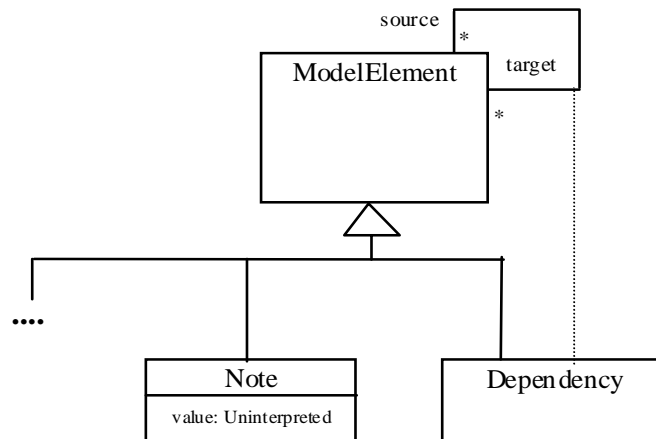 source
*
ModelElement
target
*
....
Note
Dependency
value: Uninterpreted